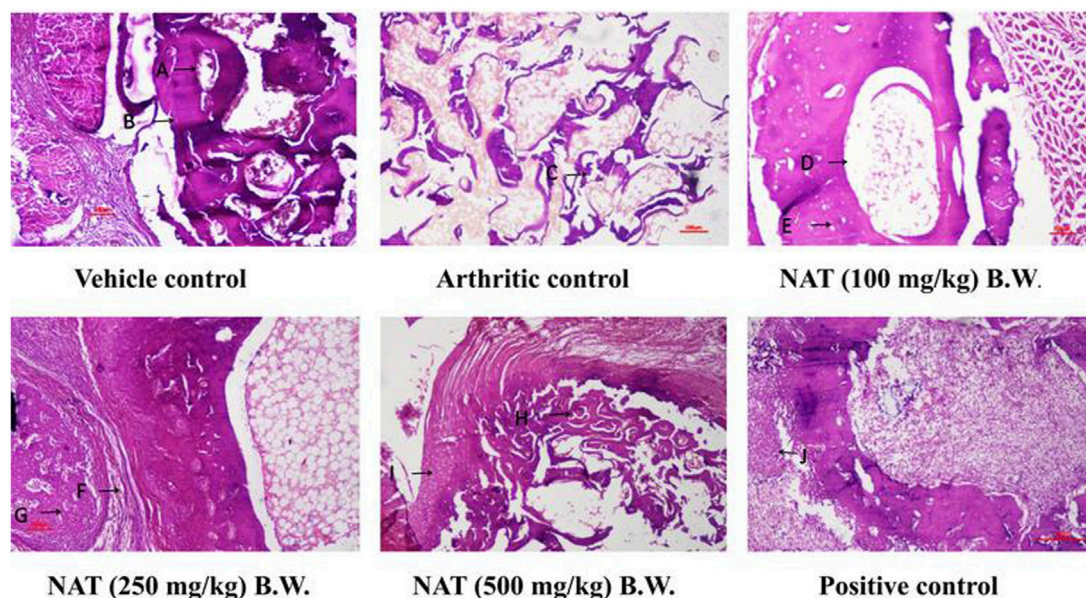 A
B
C
D
E
Vehicle control
Arthritic control
NAT (100 mg/kg) B.W.
F
G
H
I
J
NAT (250 mg/kg) B.W.
NAT (500 mg/kg) B.W.
Positive control